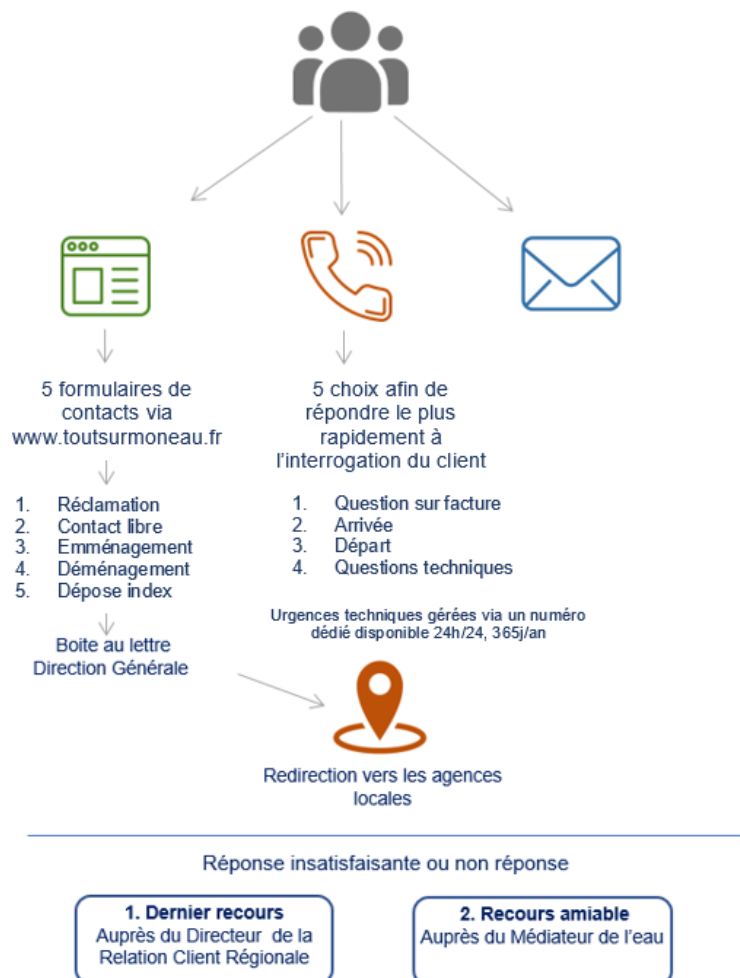 5 formulaires de
contacts via
www.toutsurmoneau.fr
1. Réclamation
2. Contact libre
3. Emménagement
4. Déménagement
5. Dépose index
Boite au lettre
Direction Générale
5 choix afin de
répondre le plus
rapidement à
l'interrogation du client
1. Question sur facture
2. Arrivée
3. Départ
4. Questions techniques
Urgences techniques gérées via un numéro
dédié disponible 24h/24, 365j/an
Redirection vers les agences
locales
Réponse insatisfaisante ou non réponse
1. Dernier recours
Auprès du Directeur de la
Relation Client Régionale
2. Recours amiable
Auprès du Médiateur de l'eau